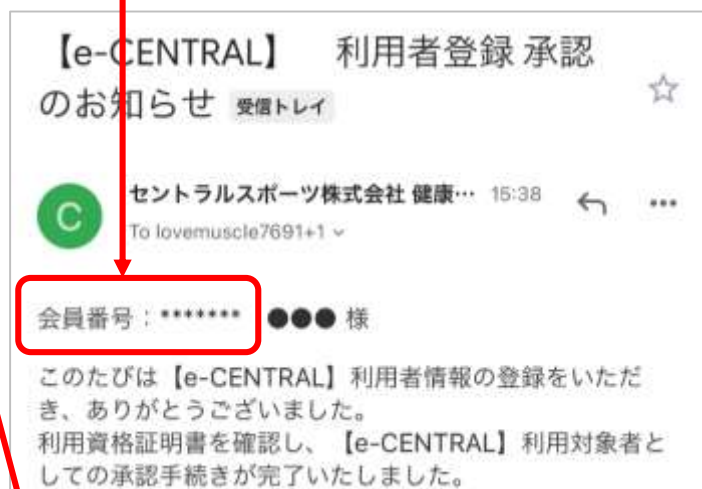 【e-CENTRAL】　利用者登録 承認
のお知らせ 受信トレイ
C
セントラルスポーツ株式会社 健康… 15:38
To lovemuscle7691+1
会員番号：******* ●●● 様
このたびは【e-CENTRAL】利用者情報の登録をいただ
き、ありがとうございました。
利用資格証明書を確認し、【e-CENTRAL】利用対象者と
しての承認手続きが完了いたしました。